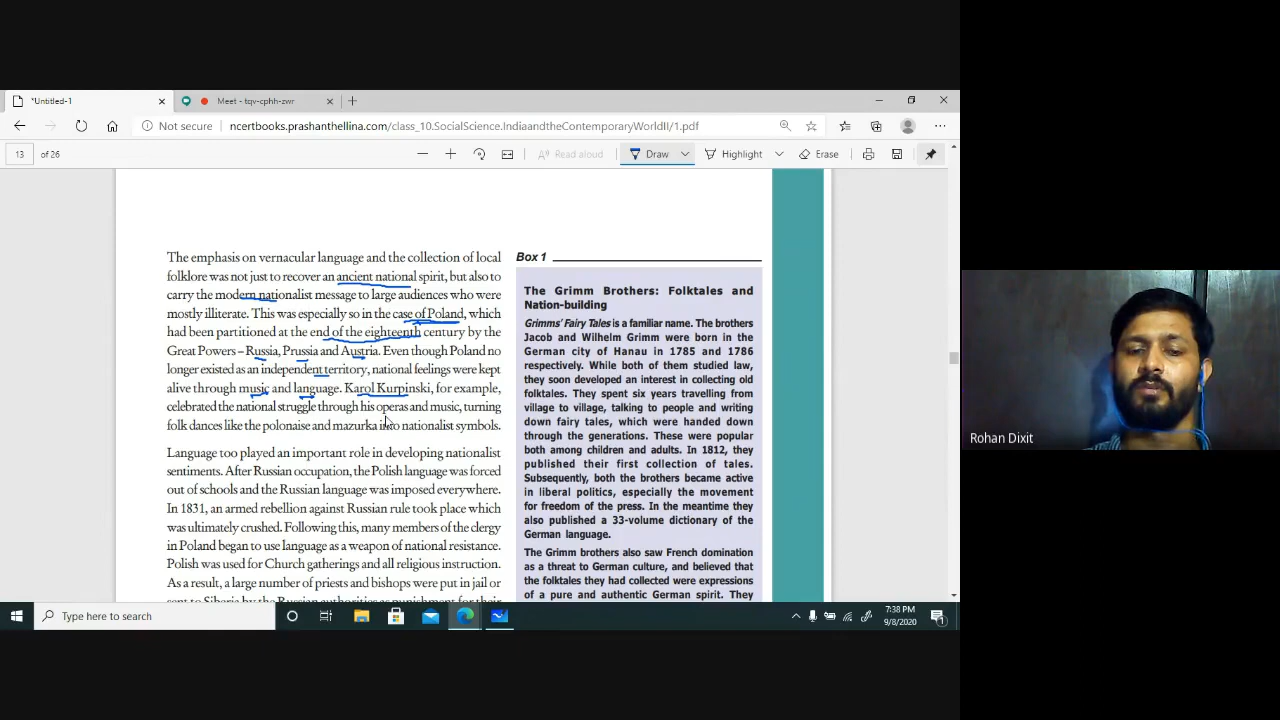 *Untitled-1
Meet - tqv-cphh-zwr
Not secure
ncertbooks.prashanthellina.com/class_10.SocialScience.IndiaandtheContemporaryWorldII/1.pdf
13 of 26
Read aloud
Draw
Highlight
Erase
The emphasis on vernacular language and the collection of local
folklore was not just to recover an ancient national spirit, but also to
carry the modern nationalist message to large audiences who were
mostly illiterate. This was especially so in the case of Poland, which
had been partitioned at the end of the eighteenth century by the
Great Powers – Russia, Prussia and Austria. Even though Poland no
longer existed as an independent territory, national feelings were kept
alive through music and language. Karol Kurpinski, for example,
celebrated the national struggle through his operas and music, turning
folk dances like the polonaise and mazurka into nationalist symbols.
Language too played an important role in developing nationalist
sentiments. After Russian occupation, the Polish language was forced
out of schools and the Russian language was imposed everywhere.
In 1831, an armed rebellion against Russian rule took place which
was ultimately crushed. Following this, many members of the clergy
in Poland began to use language as a weapon of national resistance.
Polish was used for Church gatherings and all religious instruction.
As a result, a large number of priests and bishops were put in jail or
sent to Siberia by the Russian authorities as punishment for their
Box 1
The Grimm Brothers: Folktales and
Nation-building
Grimms' Fairy Tales is a familiar name. The brothers
Jacob and Wilhelm Grimm were born in the
German city of Hanau in 1785 and 1786
respectively. While both of them studied law,
they soon developed an interest in collecting old
folktales. They spent six years travelling from
village to village, talking to people and writing
down fairy tales, which were handed down
through the generations. These were popular
both among children and adults. In 1812, they
published their first collection of tales.
Subsequently, both the brothers became active
in liberal politics, especially the movement
for freedom of the press. In the meantime they
also published a 33-volume dictionary of the
German language.
The Grimm brothers also saw French domination
as a threat to German culture, and believed that
the folktales they had collected were expressions
of a pure and authentic German spirit. They
Rohan Dixit
Type here to search
7:38 PM
9/8/2020
1